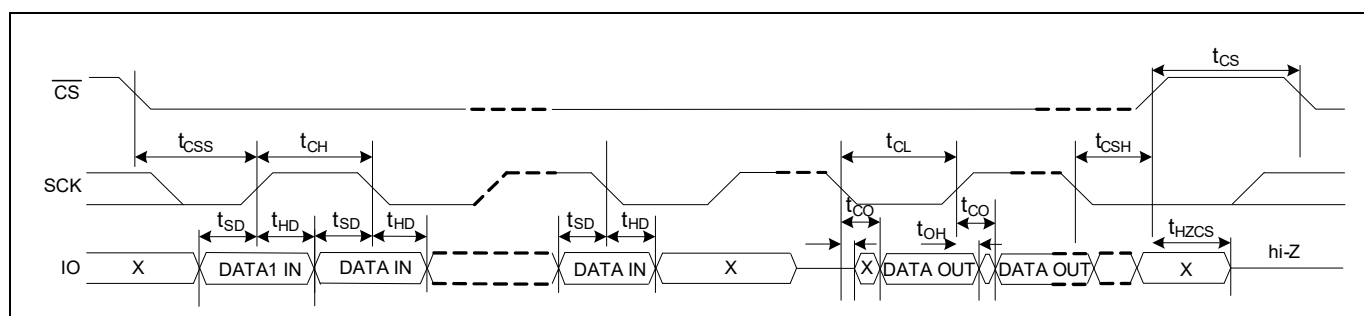 t_CS
C̅S̅
t_CSS t_CH t_CL t_CSH
SCK
t_SD t_HD t_SD t_HD t_SD t_HD t_CO t_OH t_CO t_HZCS
IO X DATA1 IN DATA IN DATA IN X X DATA OUT DATA OUT X hi-Z